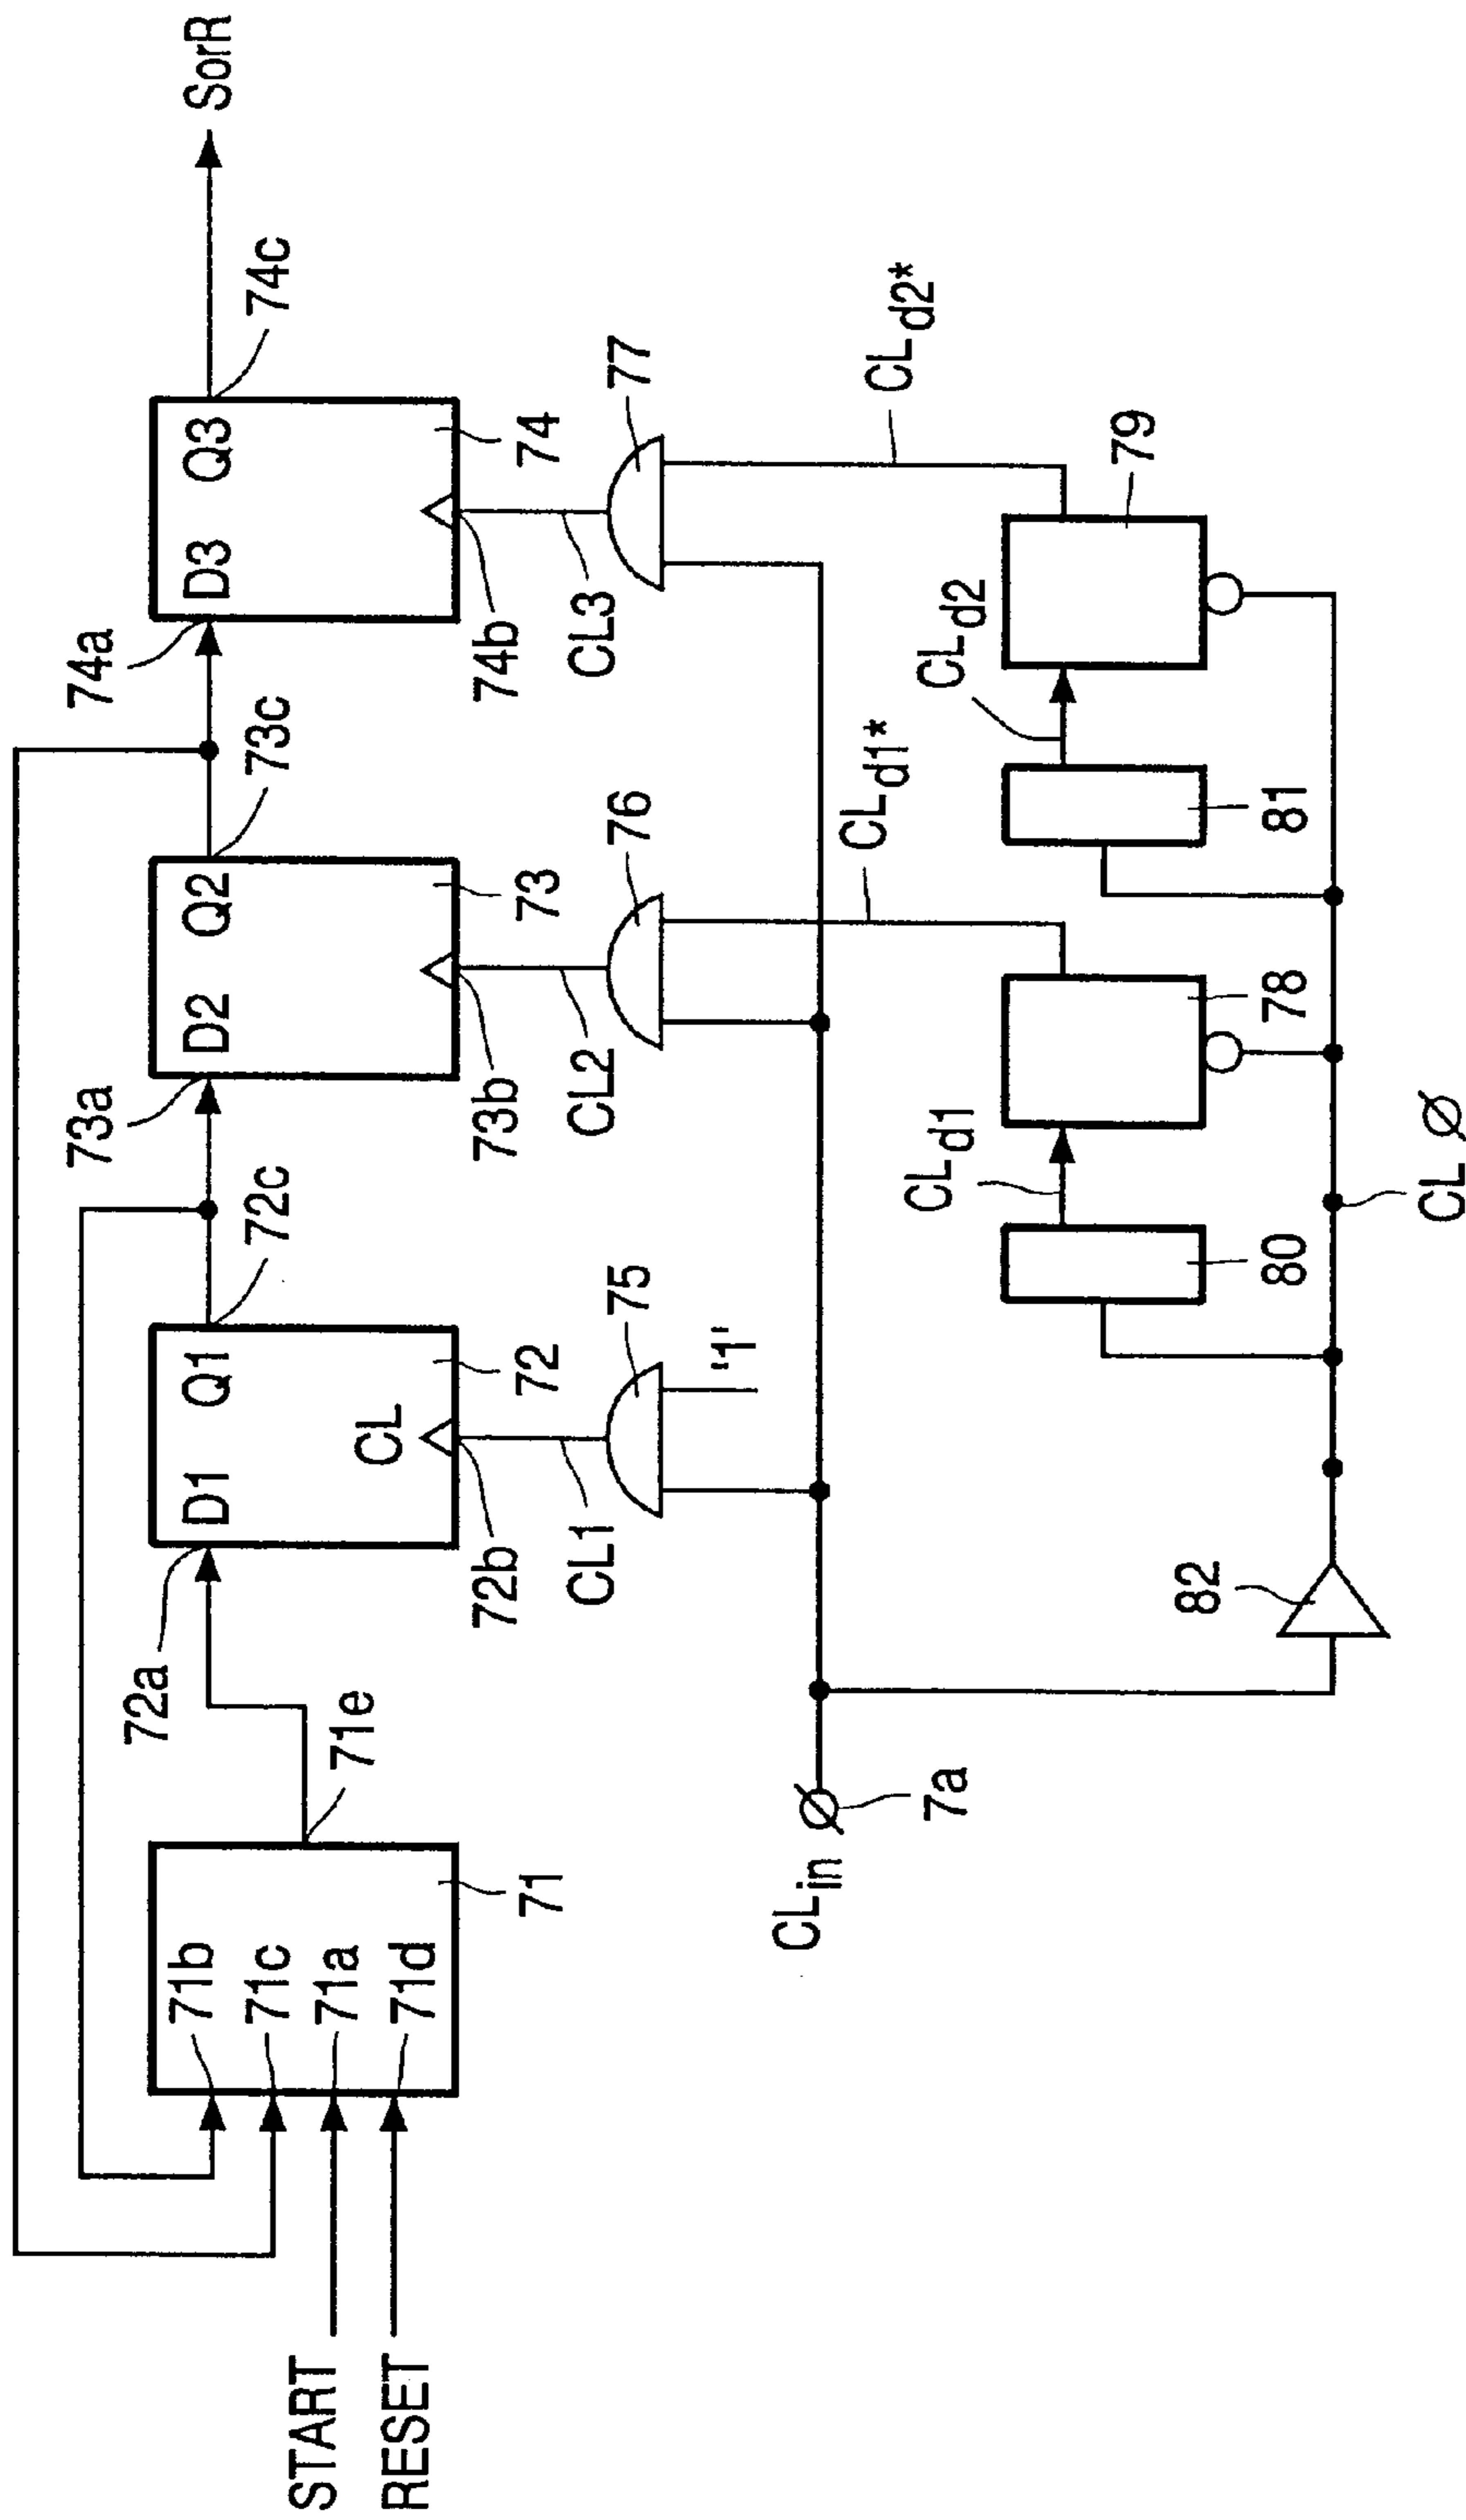 SorR
74a
D3 Q3
74c
74
74b
CL3
77
CLd2*
73c
73a
D2 Q2
73
73b
CL2
76
CLd1*
CLd2
79
81
72c
72a
D1 Q1
CL
72
72b
CL1
75
"1"
CLd1
78
80
CL Ø
82
71e
71b
71c
71a
71d
71
START
RESET
CLin
7a